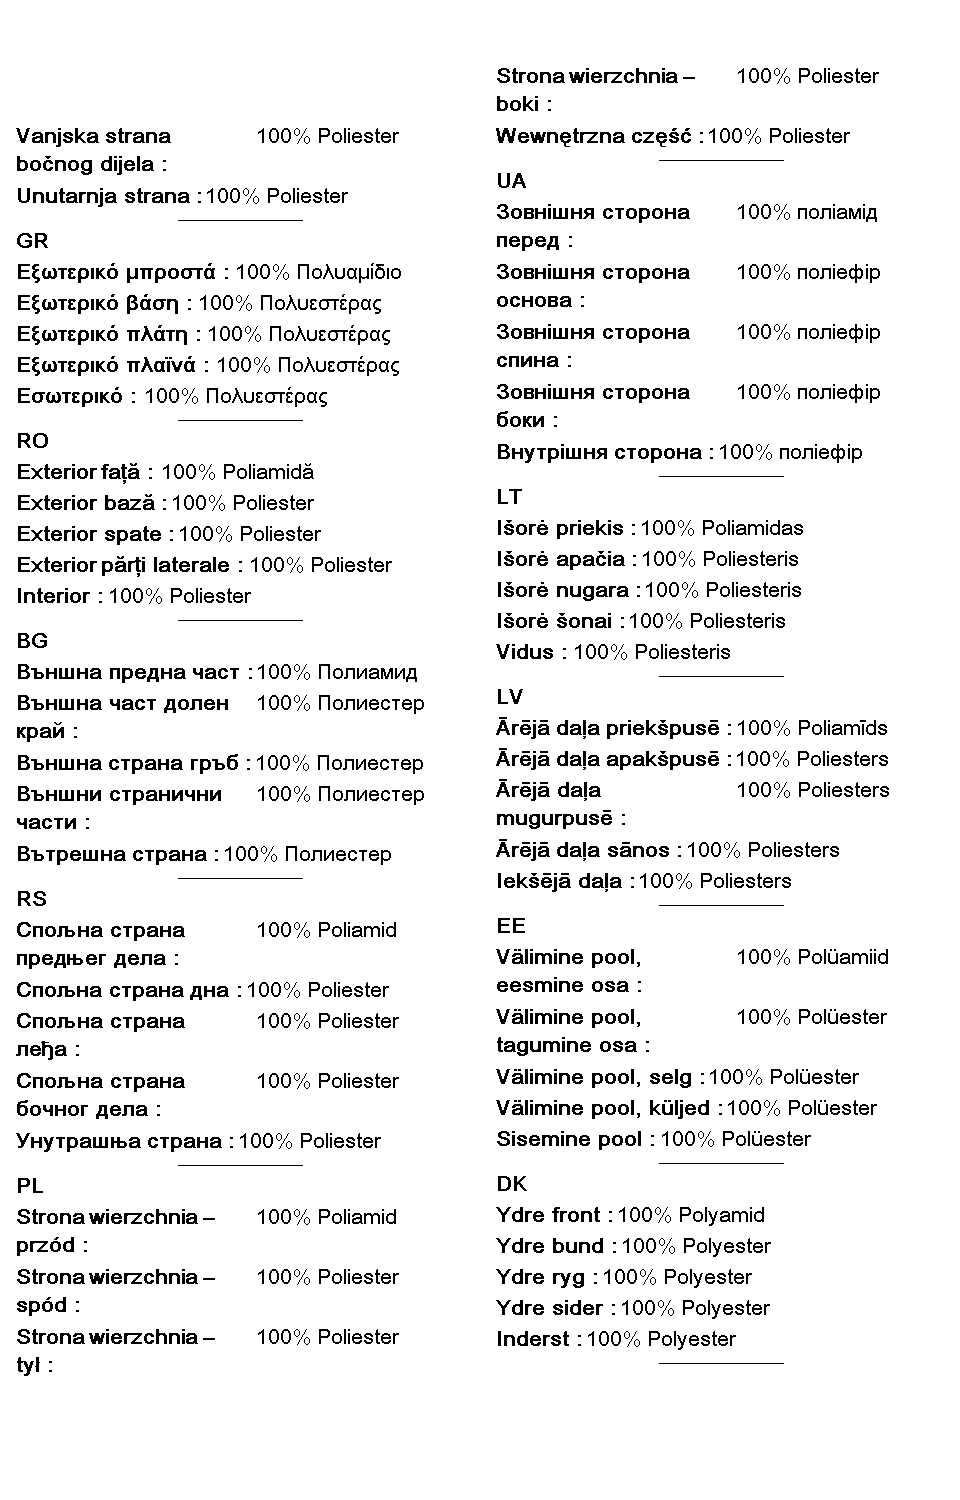 Vanjska strana 100% Poliester
bočnog dijela :
Unutarnja strana : 100% Poliester
GR
Εξωτερικό μπροστά : 100% Πολυαμίδιο
Εξωτερικό βάση : 100% Πολυεστέρας
Εξωτερικό πλάτη : 100% Πολυεστέρας
Εξωτερικό πλαϊνά : 100% Πολυεστέρας
Εσωτερικό : 100% Πολυεστέρας
RO
Exterior față : 100% Poliamidă
Exterior bază : 100% Poliester
Exterior spate : 100% Poliester
Exterior părți laterale : 100% Poliester
Interior : 100% Poliester
BG
Външна предна част : 100% Полиамид
Външна част долен 100% Полиестер
край :
Външна страна гръб : 100% Полиестер
Външни странични 100% Полиестер
части :
Вътрешна страна : 100% Полиестер
RS
Спољна страна 100% Poliamid
предњег дела :
Спољна страна дна : 100% Poliester
Спољна страна 100% Poliester
леђа :
Спољна страна 100% Poliester
бочног дела :
Унутрашња страна : 100% Poliester
PL
Strona wierzchnia – 100% Poliamid
przód :
Strona wierzchnia – 100% Poliester
spód :
Strona wierzchnia – 100% Poliester
tył :
Strona wierzchnia – 100% Poliester
boki :
Wewnętrzna część : 100% Poliester
UA
Зовнішня сторона 100% поліамід
перед :
Зовнішня сторона 100% поліефір
основа :
Зовнішня сторона 100% поліефір
спина :
Зовнішня сторона 100% поліефір
боки :
Внутрішня сторона : 100% поліефір
LT
Išorė priekis : 100% Poliamidas
Išorė apačia : 100% Poliesteris
Išorė nugara : 100% Poliesteris
Išorė šonai : 100% Poliesteris
Vidus : 100% Poliesteris
LV
Ārējā daļa priekšpusē : 100% Poliamīds
Ārējā daļa apakšpusē : 100% Poliesters
Ārējā daļa 100% Poliesters
mugurpusē :
Ārējā daļa sānos : 100% Poliesters
Iekšējā daļa : 100% Poliesters
EE
Välimine pool, 100% Polüamiid
eesmine osa :
Välimine pool, 100% Polüester
tagumine osa :
Välimine pool, selg : 100% Polüester
Välimine pool, küljed : 100% Polüester
Sisemine pool : 100% Polüester
DK
Ydre front : 100% Polyamid
Ydre bund : 100% Polyester
Ydre ryg : 100% Polyester
Ydre sider : 100% Polyester
Inderst : 100% Polyester